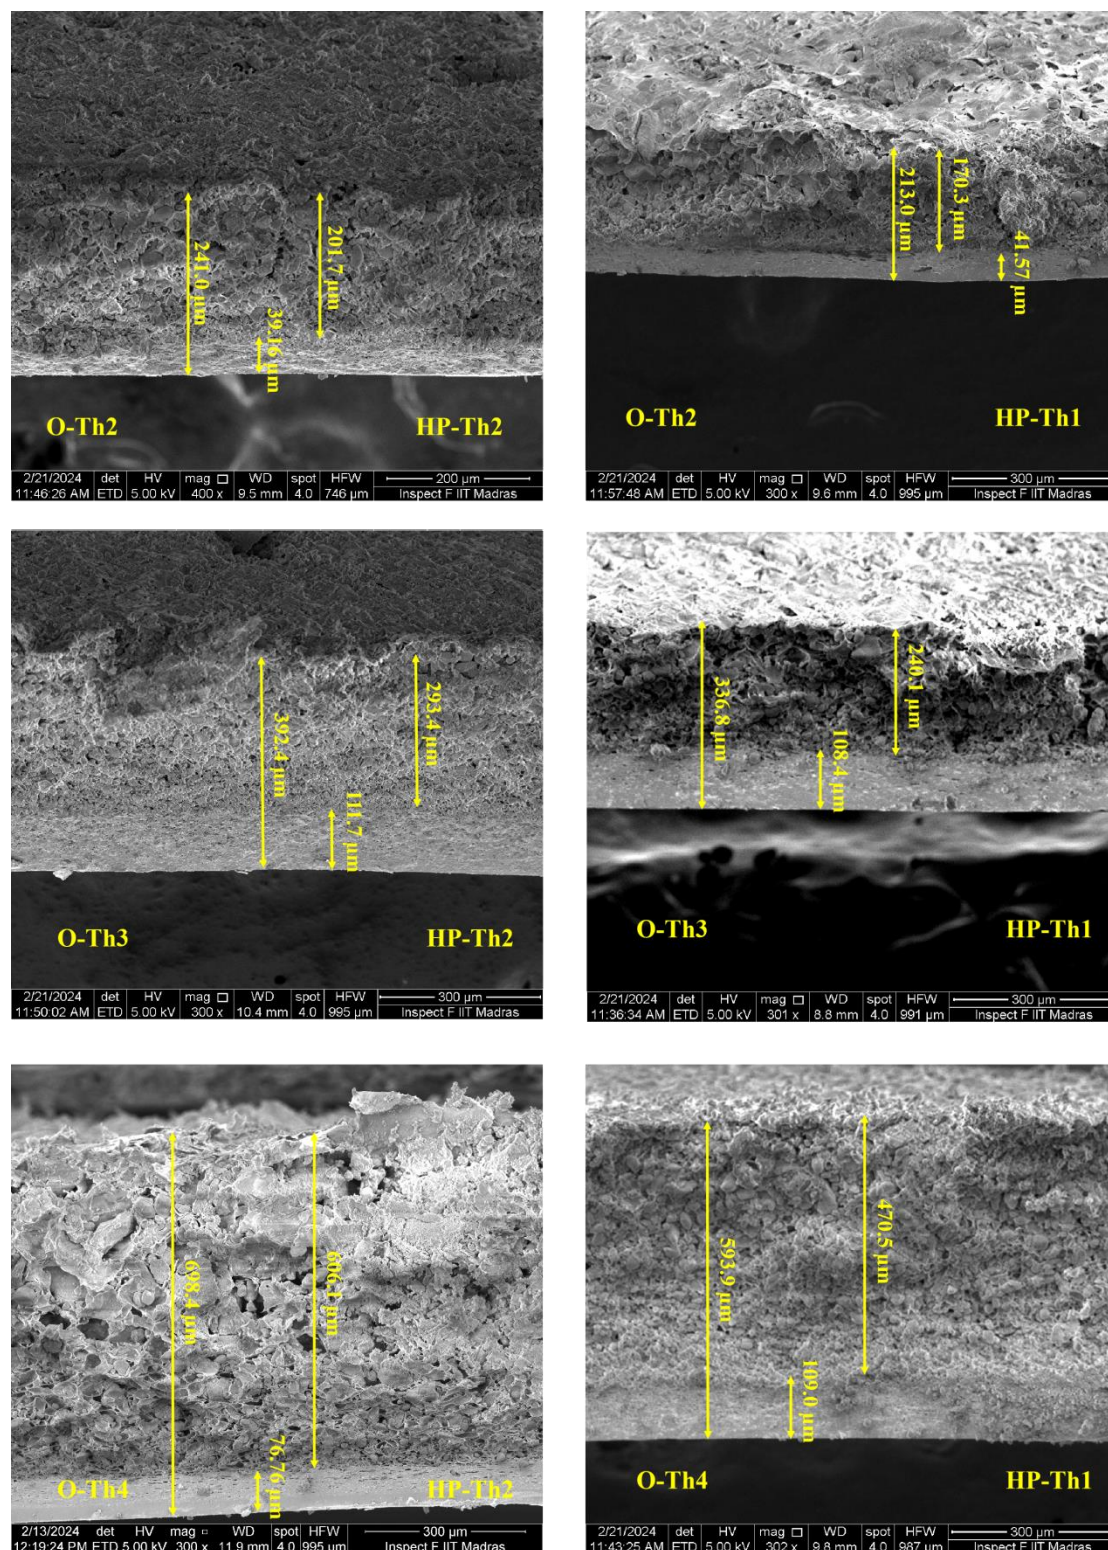 241.0 µm
201.7 µm
39.16 µm
O-Th2 HP-Th2
2/21/2024 det HV mag WD spot HFW 200 µm
11:46:26 AM ETD 5.00 kV 400 x 9.5 mm 4.0 746 µm Inspect F IIT Madras
213.0 µm
170.3 µm
41.57 µm
O-Th2 HP-Th1
2/21/2024 det HV mag WD spot HFW 300 µm
11:57:48 AM ETD 5.00 kV 300 x 9.6 mm 4.0 995 µm Inspect F IIT Madras
392.4 µm
293.4 µm
111.7 µm
O-Th3 HP-Th2
2/21/2024 det HV mag WD spot HFW 300 µm
11:50:02 AM ETD 5.00 kV 300 x 10.4 mm 4.0 995 µm Inspect F IIT Madras
336.8 µm
240.1 µm
108.4 µm
O-Th3 HP-Th1
2/21/2024 det HV mag WD spot HFW 300 µm
11:36:34 AM ETD 5.00 kV 301 x 8.8 mm 4.0 991 µm Inspect F IIT Madras
698.4 µm
606.1 µm
76.76 µm
O-Th4 HP-Th2
2/13/2024 det HV mag WD spot HFW 300 µm
12:19:24 PM ETD 5.00 kV 300 x 11.9 mm 4.0 995 µm Inspect F IIT Madras
593.9 µm
470.5 µm
109.0 µm
O-Th4 HP-Th1
2/21/2024 det HV mag WD spot HFW 300 µm
11:43:25 AM ETD 5.00 kV 302 x 9.8 mm 4.0 987 µm Inspect F IIT Madras